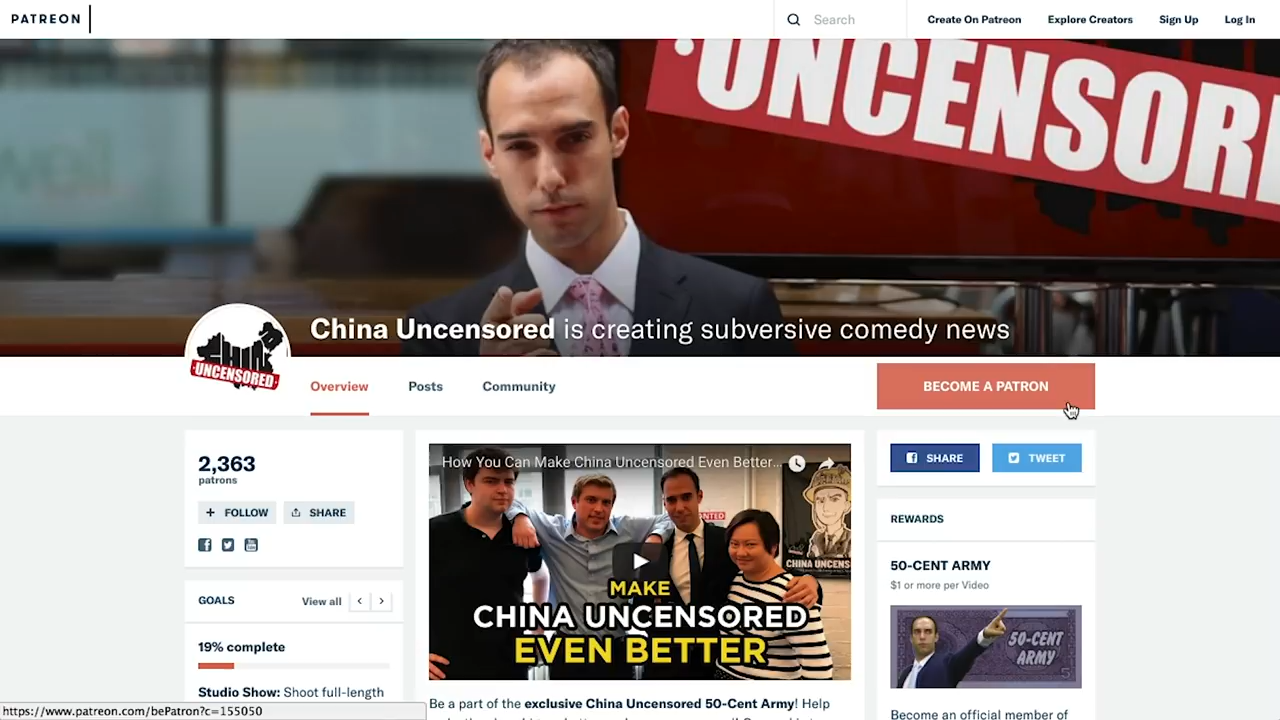 PATREON
Search
Create On Patreon
Explore Creators
Sign Up
Log In
UNCENSOR
China Uncensored is creating subversive comedy news
UNCENSORED
Overview
Posts
Community
BECOME A PATRON
2,363
patrons
+ FOLLOW
SHARE
GOALS
View all
19% complete
Studio Show: Shoot full-length
How You Can Make China Uncensored Even Better...
CHINA UNCENS
MAKE
CHINA UNCENSORED
EVEN BETTER
Be a part of the exclusive China Uncensored 50-Cent Army! Help
SHARE
TWEET
REWARDS
50-CENT ARMY
$1 or more per Video
50-CENT
ARMY
5
Become an official member of
https://www.patreon.com/bePatron?c=155050